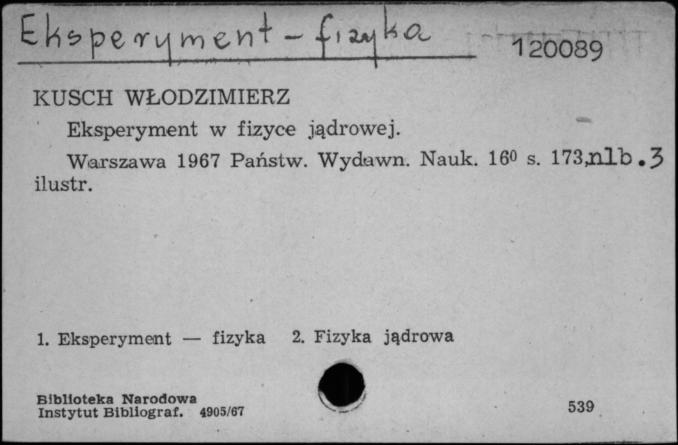 Eksperyment – fizyka
120089
KUSCH WŁODZIMIERZ
Eksperyment w fizyce jądrowej.
Warszawa 1967 Państw. Wydawn. Nauk. 16⁰ s. 173,nlb.3
ilustr.
1. Eksperyment — fizyka 2. Fizyka jądrowa
Biblioteka Narodowa
Instytut Bibliograf. 4905/67
539